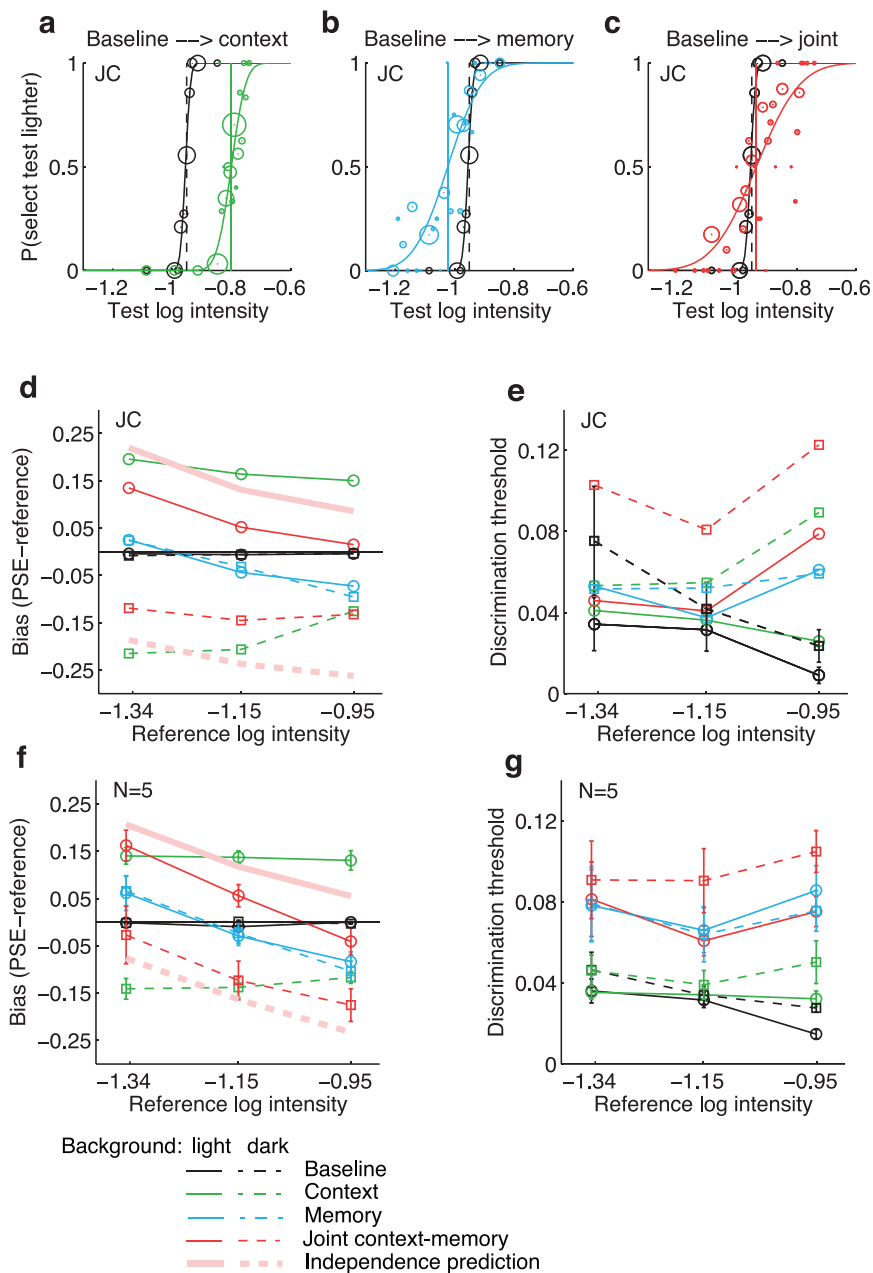 a
Baseline −−> context
b
Baseline −−> memory
c
Baseline −−> joint
JC
JC
JC
P(select test lighter)
1
0.5
0
1
0.5
0
1
0.5
0
−1.2 −1 −0.8 −0.6
−1.2 −1 −0.8 −0.6
−1.2 −1 −0.8 −0.6
Test log intensity
Test log intensity
Test log intensity
d
JC
Bias (PSE−reference)
0.25
0.15
0.05
−0.05
−0.15
−0.25
−1.34 −1.15 −0.95
Reference log intensity
e
JC
Discrimination threshold
0.12
0.08
0.04
0
−1.34 −1.15 −0.95
Reference log intensity
f
N=5
Bias (PSE−reference)
0.25
0.15
0.05
−0.05
−0.15
−0.25
−1.34 −1.15 −0.95
Reference log intensity
g
N=5
Discrimination threshold
0.12
0.08
0.04
0
−1.34 −1.15 −0.95
Reference log intensity
Background: light dark
Baseline
Context
Memory
Joint context-memory
Independence prediction